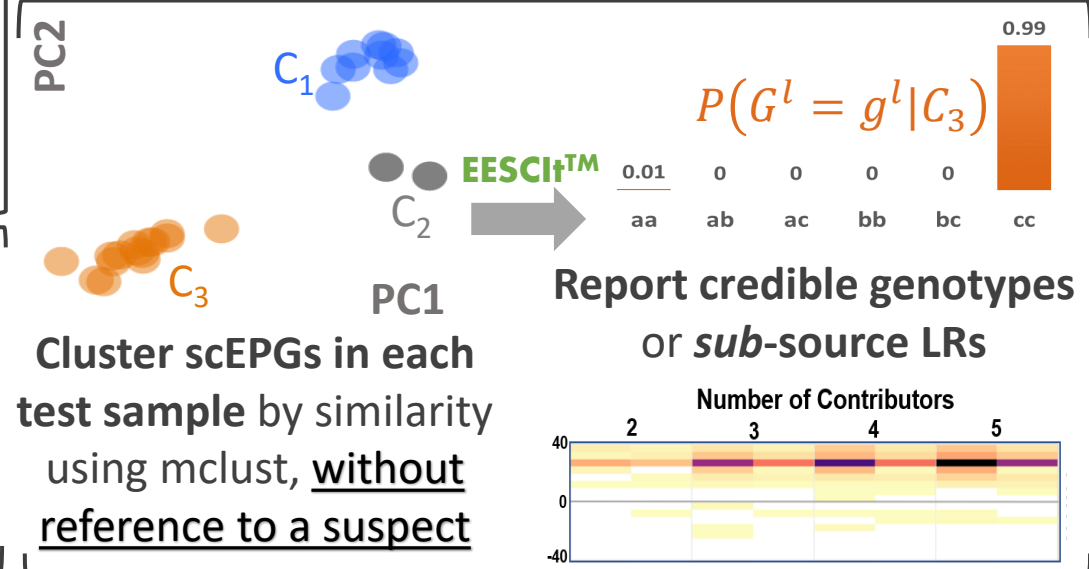 PC2
C1
C2
C3
PC1
Cluster scEPGs in each
test sample by similarity
using mclust, without
reference to a suspect
EESCIt™
P(G^l = g^l|C3)
0.01 0 0 0 0 0.99
aa ab ac bb bc cc
Report credible genotypes
or sub-source LRs
Number of Contributors
2 3 4 5
40
0
-40